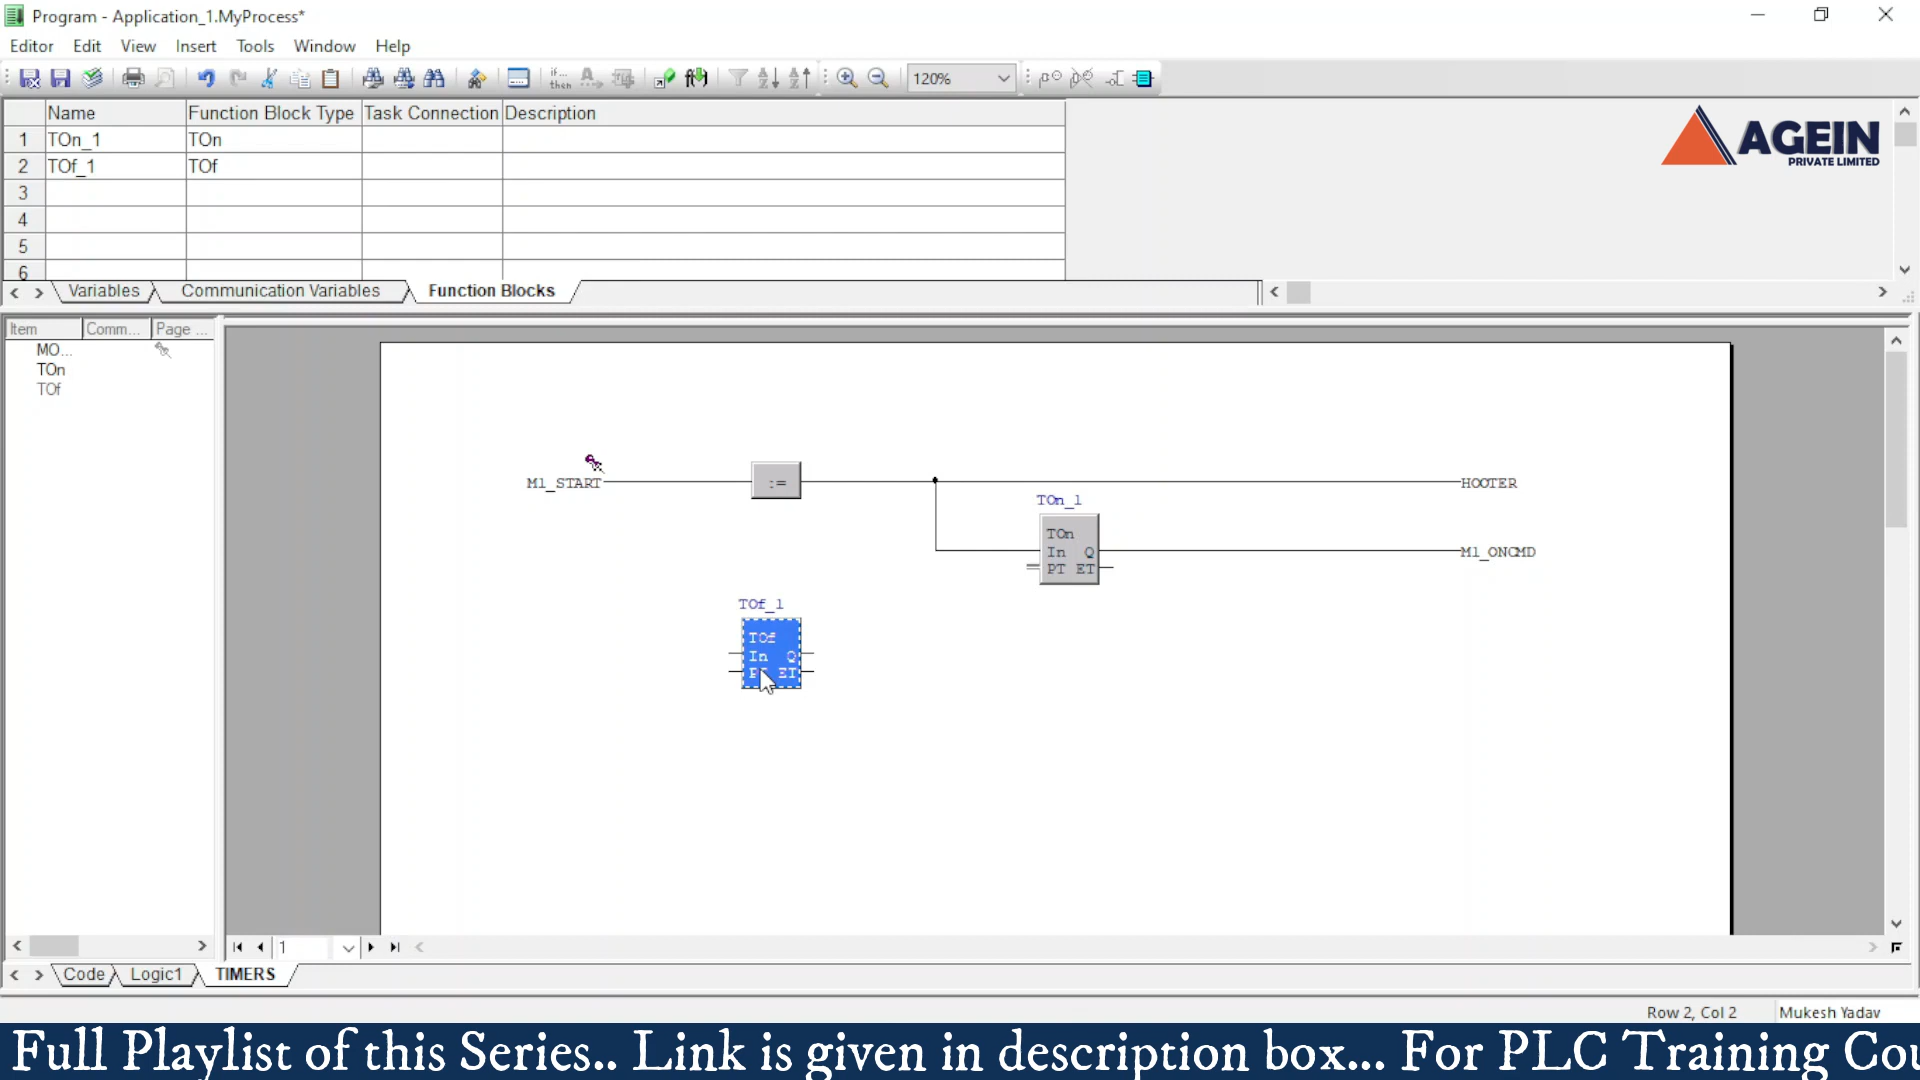 Program - Application_1.MyProcess*
Editor Edit View Insert Tools Window Help
if...
then
120%
Name Function Block Type Task Connection Description
1 TOn_1 TOn
2 TOf_1 TOf
3
4
5
6
AGEIN
PRIVATE LIMITED
Variables Communication Variables Function Blocks
Item Comm... Page ...
MO...
TOn
TOf
M1_START := HOOTER
TOn_1
TOn
In Q M1_ONCMD
PT ET
TOf_1
TOf
In Q
PT ET
1
Code Logic1 TIMERS
Row 2, Col 2 Mukesh Yadav
Full Playlist of this Series.. Link is given in description box... For PLC Training Cou